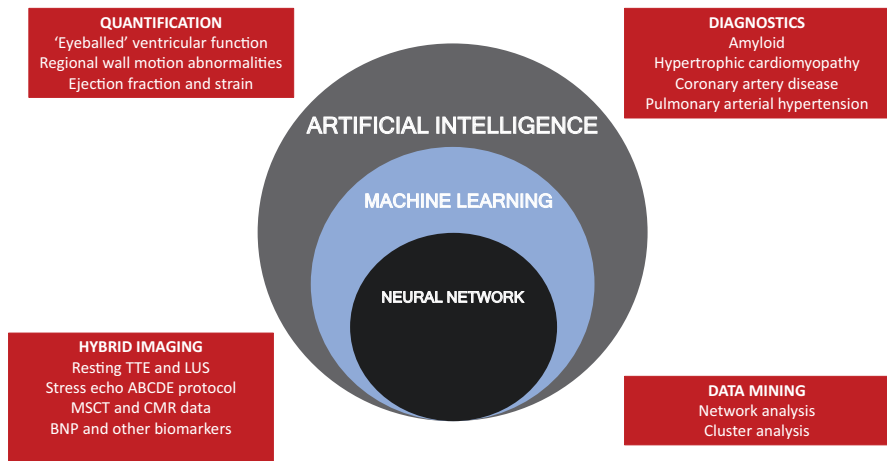 QUANTIFICATION
‘Eyeballed’ ventricular function
Regional wall motion abnormalities
Ejection fraction and strain
DIAGNOSTICS
Amyloid
Hypertrophic cardiomyopathy
Coronary artery disease
Pulmonary arterial hypertension
ARTIFICIAL INTELLIGENCE
MACHINE LEARNING
NEURAL NETWORK
HYBRID IMAGING
Resting TTE and LUS
Stress echo ABCDE protocol
MSCT and CMR data
BNP and other biomarkers
DATA MINING
Network analysis
Cluster analysis